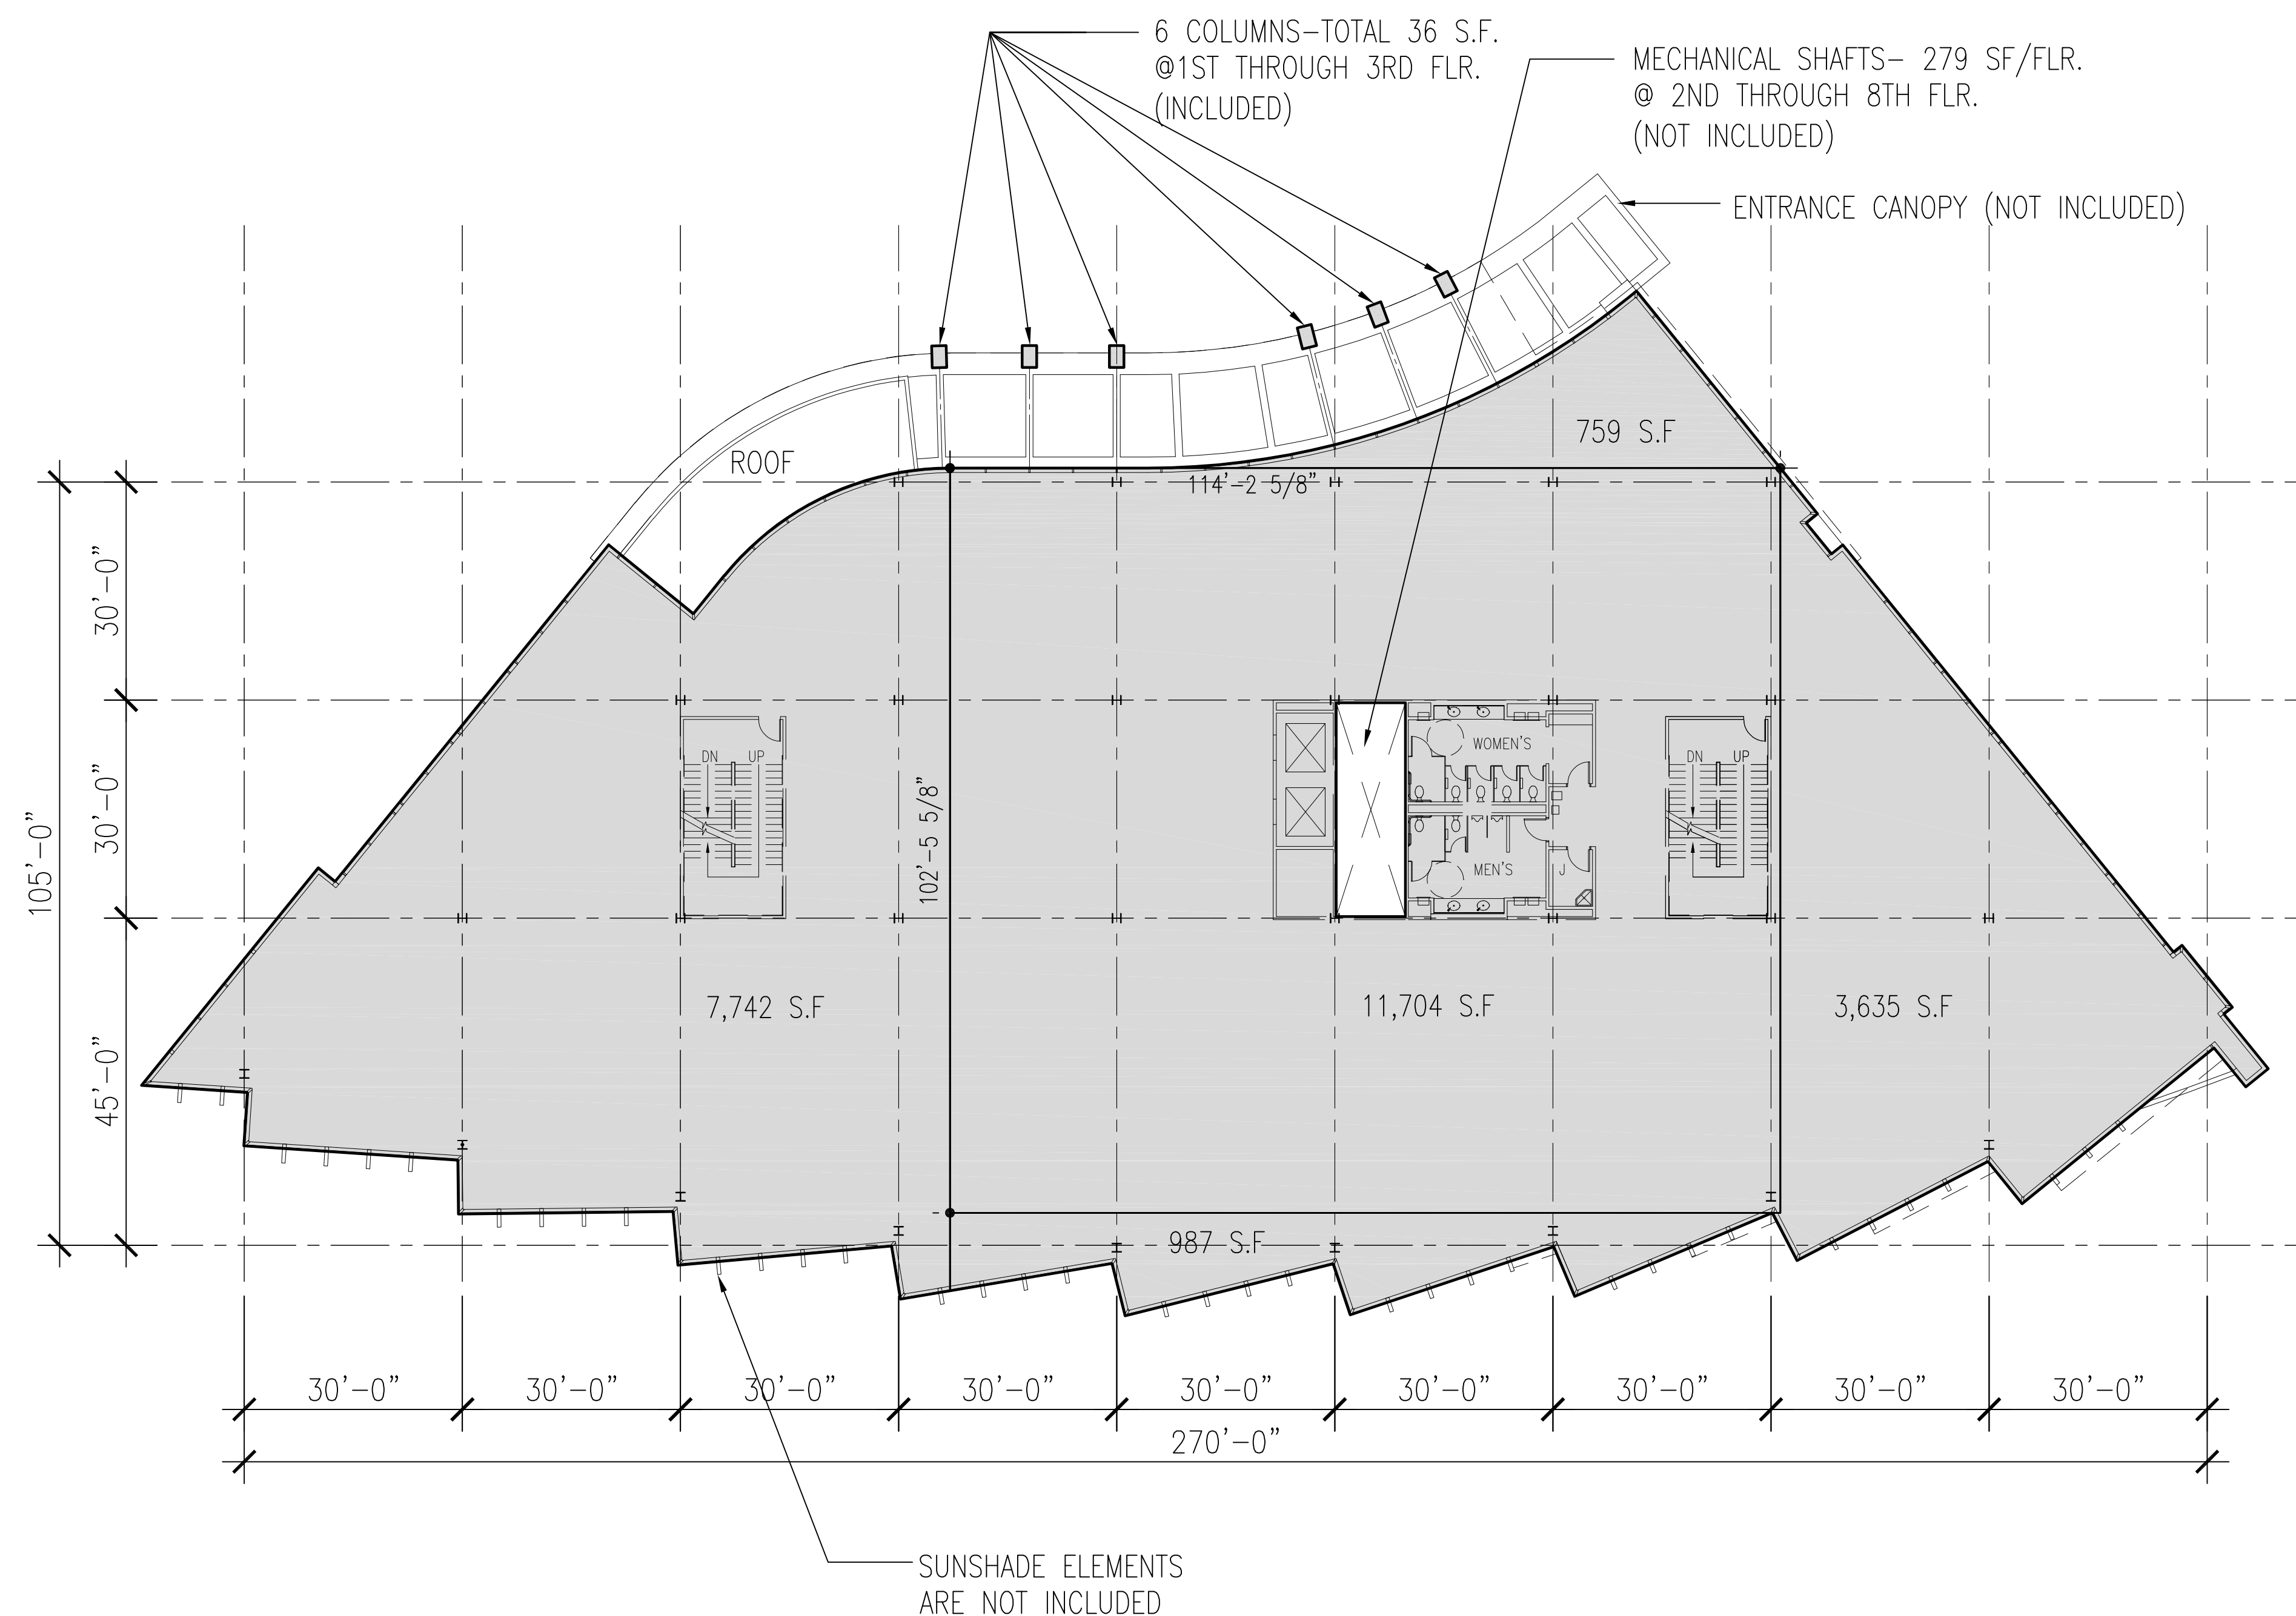 6 COLUMNS-TOTAL 36 S.F.
@1ST THROUGH 3RD FLR.
(INCLUDED)
MECHANICAL SHAFTS- 279 SF/FLR.
@ 2ND THROUGH 8TH FLR.
(NOT INCLUDED)
ENTRANCE CANOPY (NOT INCLUDED)
759 S.F
ROOF
114'-2 5/8"
30'-0"
WOMEN'S
DN UP
DN UP
30'-0"
102'-5 5/8"
105'-0"
MEN'S
J
7,742 S.F
11,704 S.F
3,635 S.F
45'-0"
987 S.F
30'-0" 30'-0" 30'-0" 30'-0" 30'-0" 30'-0" 30'-0" 30'-0" 30'-0"
270'-0"
SUNSHADE ELEMENTS
ARE NOT INCLUDED